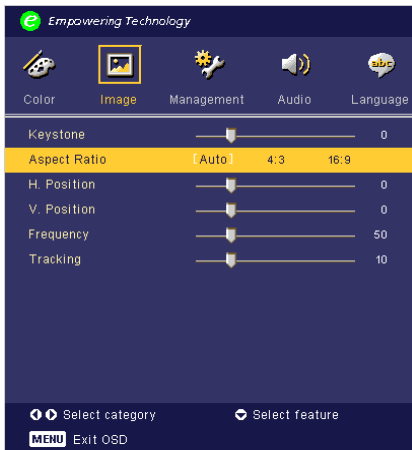 e Empowering Technology
abc
Color Image Management Audio Language
Keystone 0
Aspect Ratio [Auto] 4:3 16:9
H. Position 0
V. Position 0
Frequency 50
Tracking 10
Select category Select feature
MENU Exit OSD